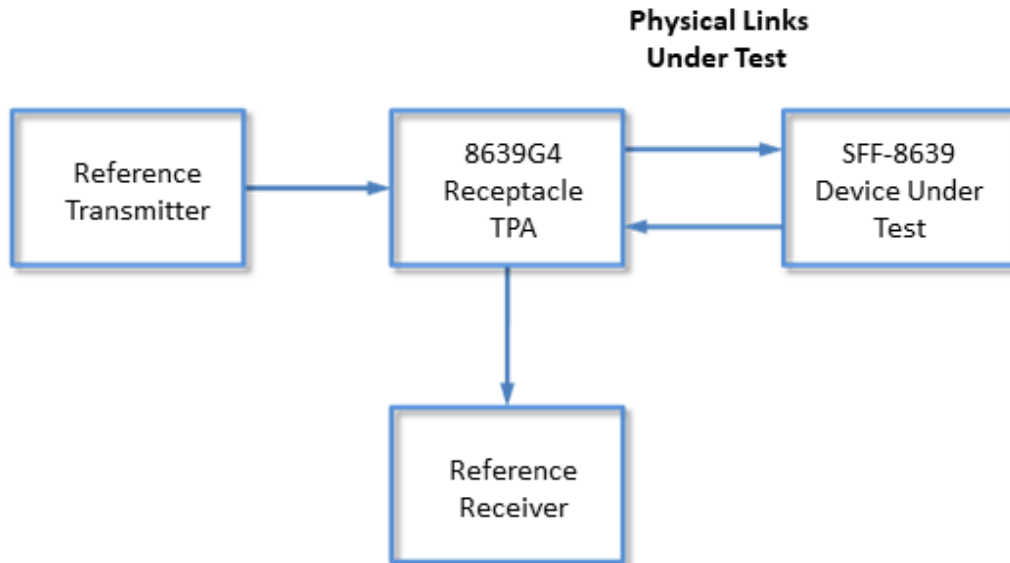 Physical Links
Under Test
Reference
Transmitter
8639G4
Receptacle
TPA
SFF-8639
Device Under
Test
Reference
Receiver